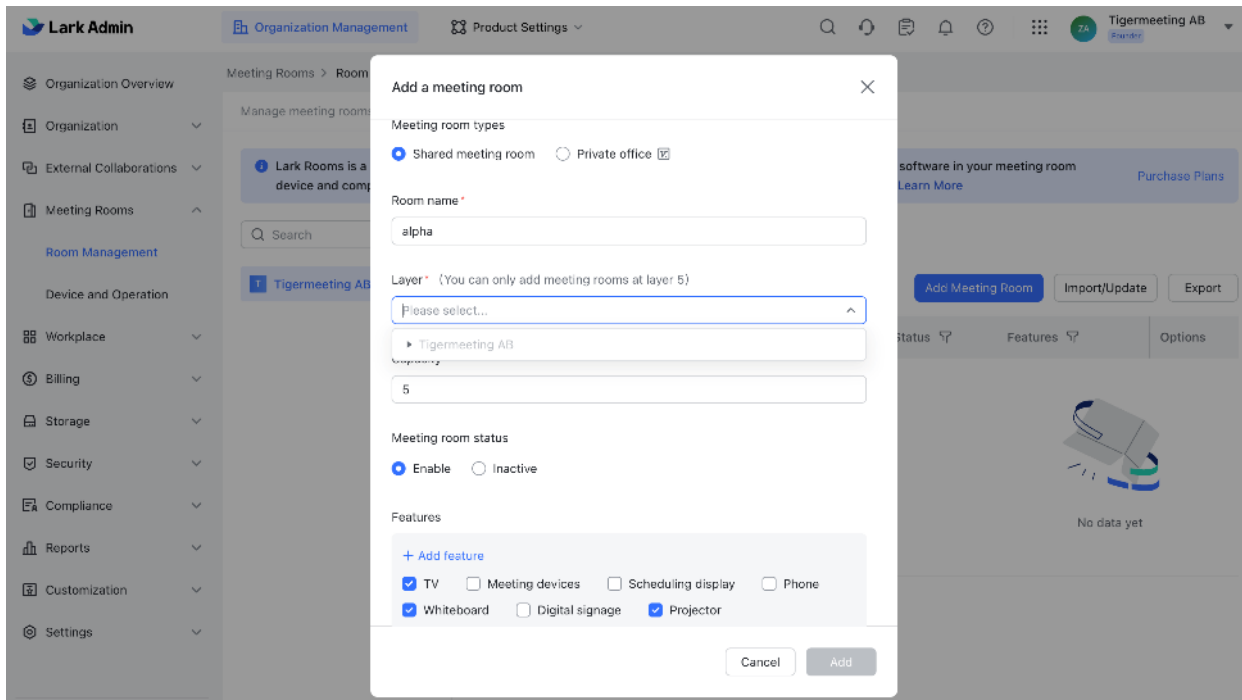 Lark Admin
Organization Management
Product Settings
ZA
Tigermeeting AB
Founder
Organization Overview
Organization
External Collaborations
Meeting Rooms
Room Management
Device and Operation
Workplace
Billing
Storage
Security
Compliance
Reports
Customization
Settings
Meeting Rooms > Room
Manage meeting rooms
Lark Rooms is a
device and comp
software in your meeting room
Learn More
Purchase Plans
Search
T Tigermeeting AB
Add Meeting Room
Import/Update
Export
Status
Features
Options
No data yet
Add a meeting room
Meeting room types
Shared meeting room
Private office
Room name*
alpha
Layer* (You can only add meeting rooms at layer 5)
Please select...
Tigermeeting AB
Capacity
5
Meeting room status
Enable
Inactive
Features
+ Add feature
TV
Meeting devices
Scheduling display
Phone
Whiteboard
Digital signage
Projector
Cancel
Add